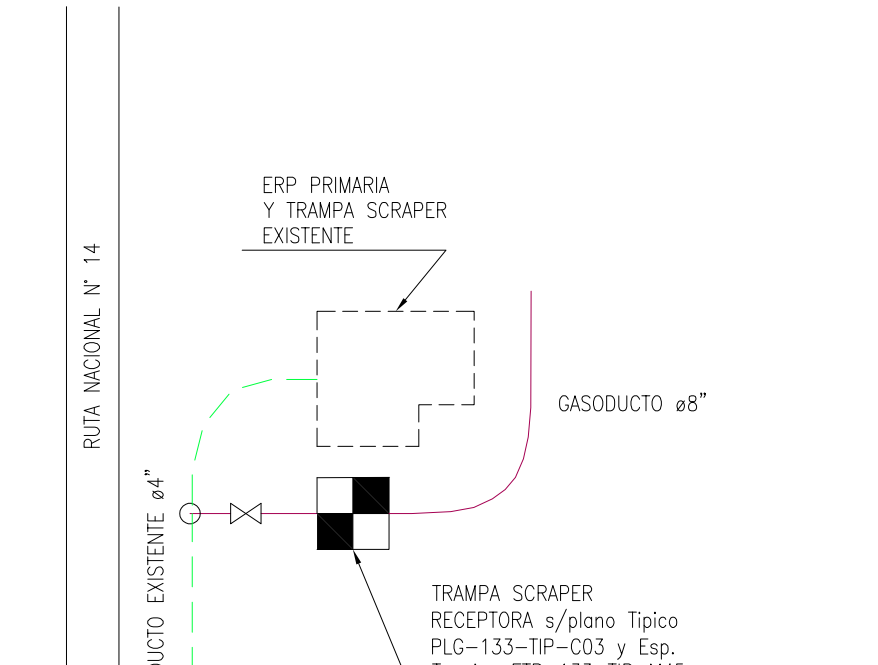 ERP PRIMARIA
Y TRAMPA SCRAPER
EXISTENTE
RUTA NACIONAL N° 14
GASODUCTO ø8”
DUCTO EXISTENTE ø4”
TRAMPA SCRAPER
RECEPTORA s/plano Tipico
PLG-133-TIP-C03 y Esp.